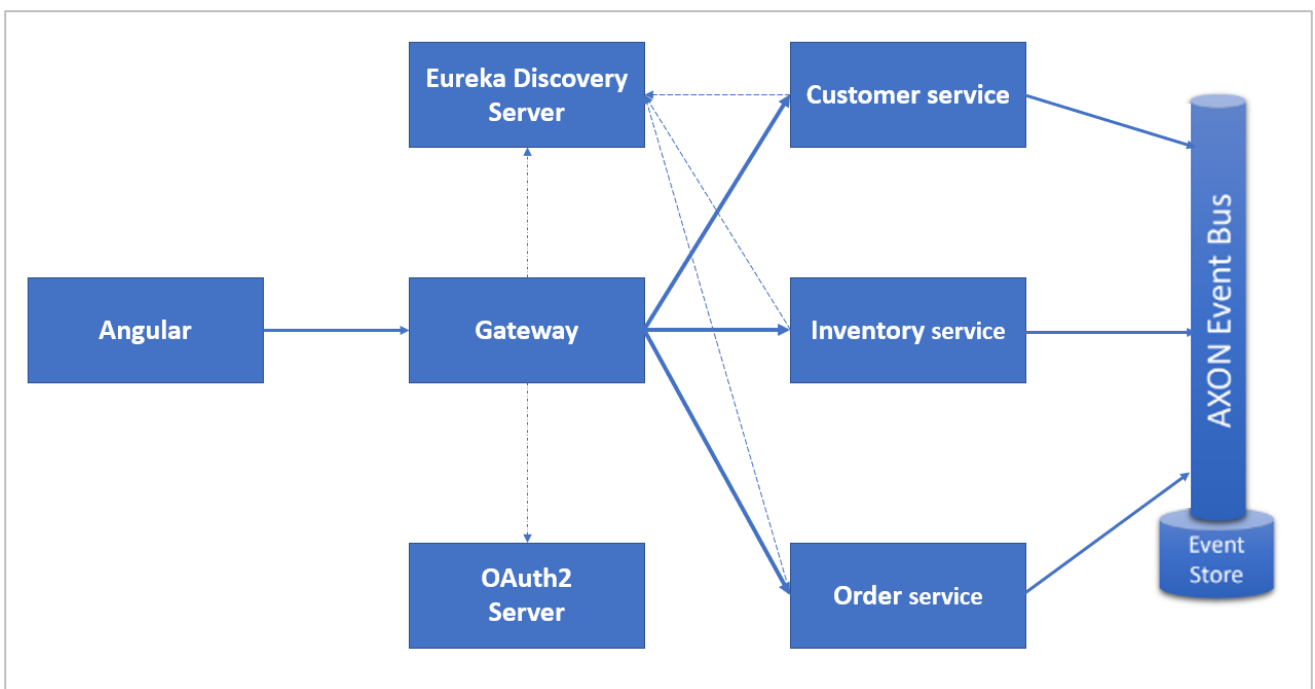 Eureka Discovery
Server
Customer service
Angular
Gateway
Inventory service
AXON Event Bus
OAuth2
Server
Order service
Event
Store